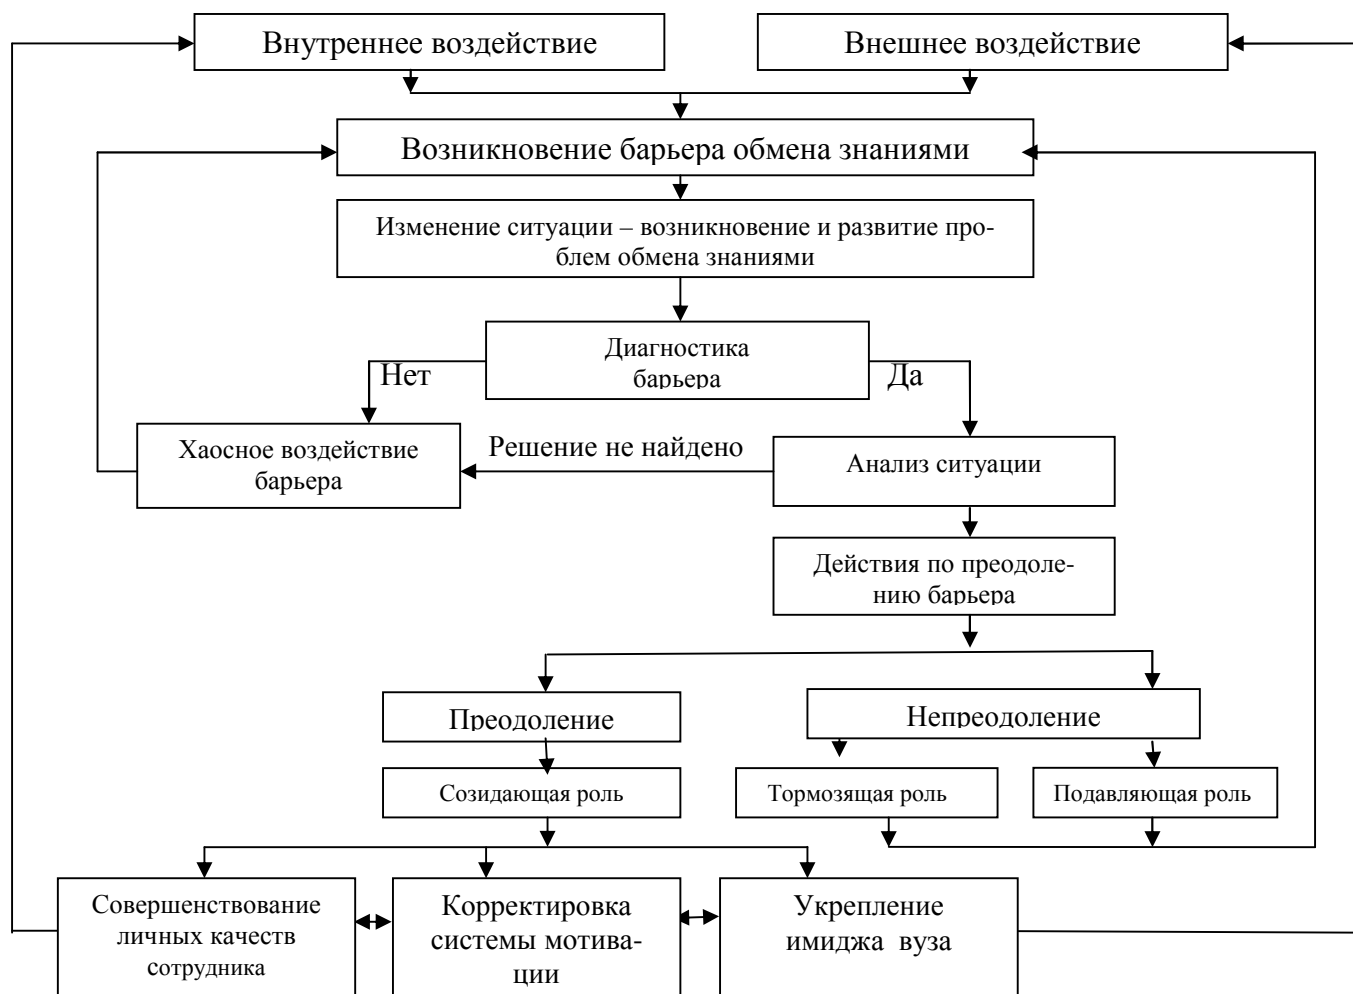 Внутреннее воздействие
Внешнее воздействие
Возникновение барьера обмена знаниями
Изменение ситуации – возникновение и развитие про-
блем обмена знаниями
Диагностика
барьера
Нет
Да
Хаосное воздействие
барьера
Решение не найдено
Анализ ситуации
Действия по преодоле-
нию барьера
Преодоление
Непреодоление
Созидающая роль
Тормозящая роль
Подавляющая роль
Совершенствование
личных качеств
сотрудника
Корректировка
системы мотива-
ции
Укрепление
имиджа вуза